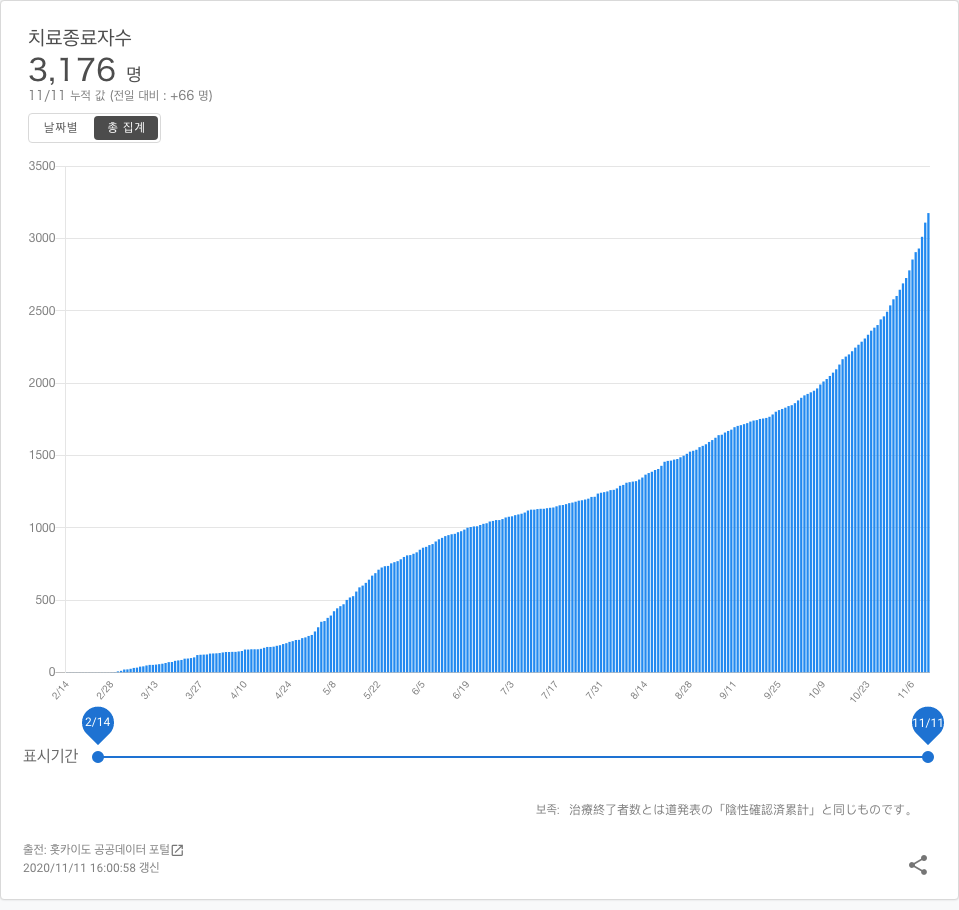 치료종료자수
3,176 명
11/11 누적 값 (전일 대비 : +66 명)
날짜별 총 집계
3500
3000
2500
2000
1500
1000
500
0
2/14 2/28 3/13 3/27 4/10 4/24 5/8 5/22 6/5 6/19 7/3 7/17 7/31 8/14 8/28 9/11 9/25 10/9 10/23 11/6
2/14 11/11
표시기간
보족: 治療終了者数とは道発表の「陰性確認済累計」と同じものです。
출전: 홋카이도 공공데이터 포털
2020/11/11 16:00:58 갱신